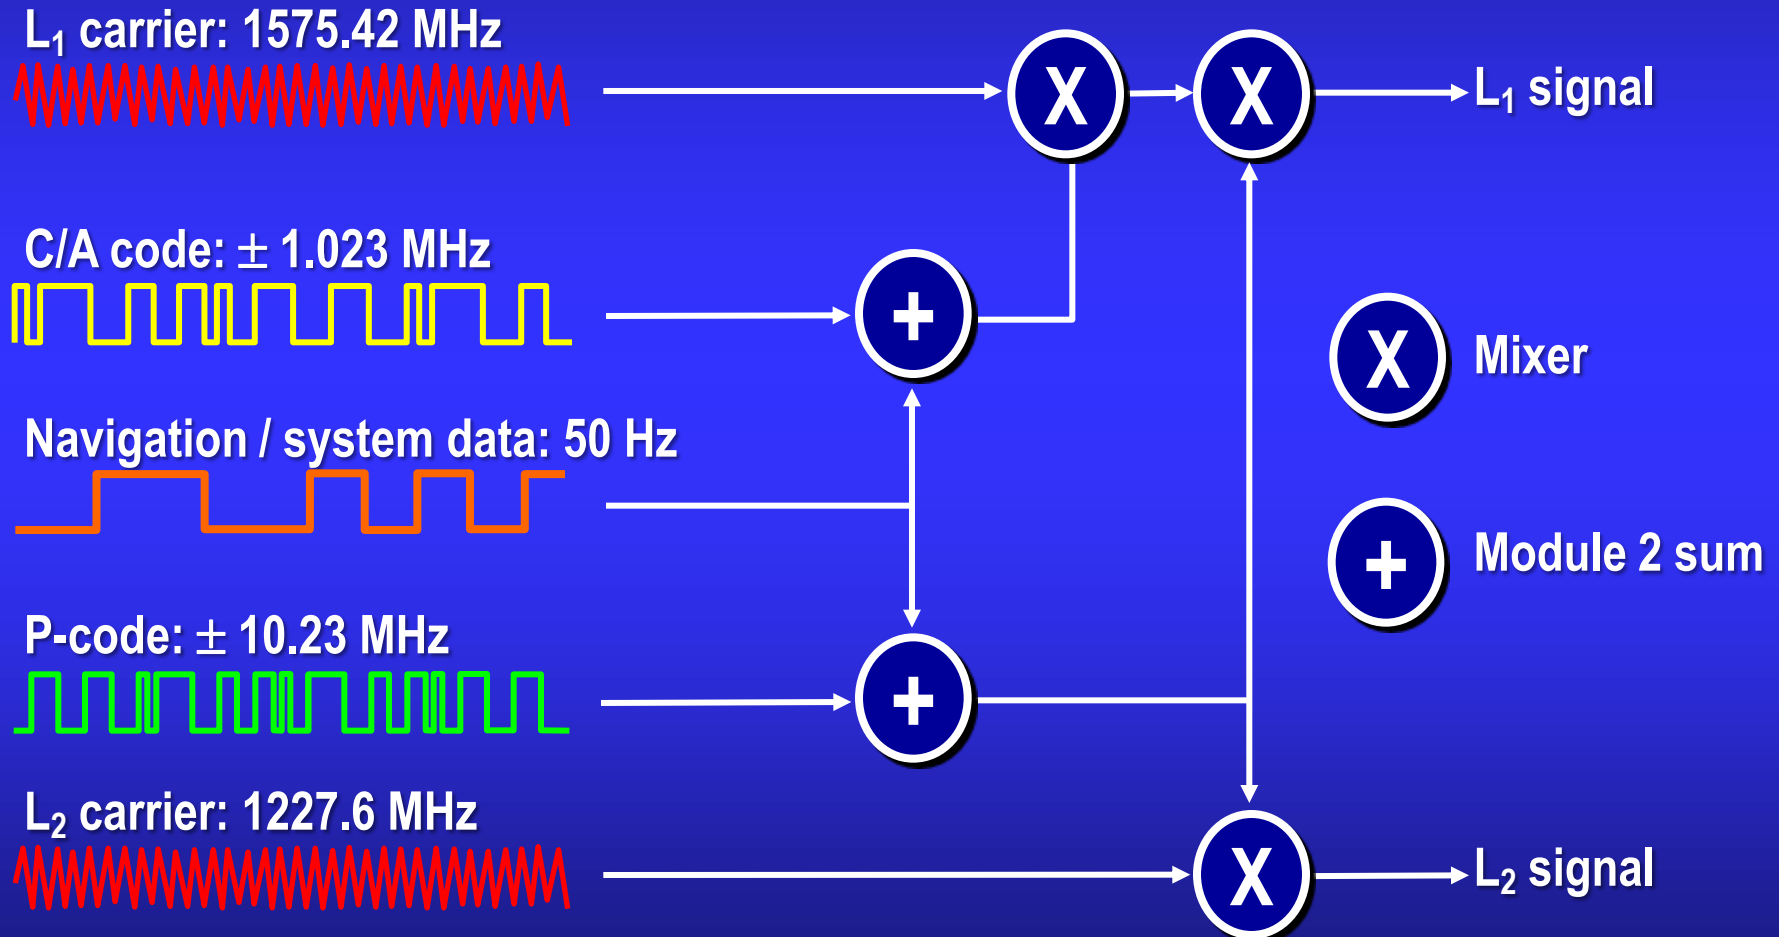 L₁ carrier: 1575.42 MHz
X
X
L₁ signal
C/A code: ± 1.023 MHz
+
X
Mixer
Navigation / system data: 50 Hz
+
Module 2 sum
P-code: ± 10.23 MHz
+
L₂ carrier: 1227.6 MHz
X
L₂ signal